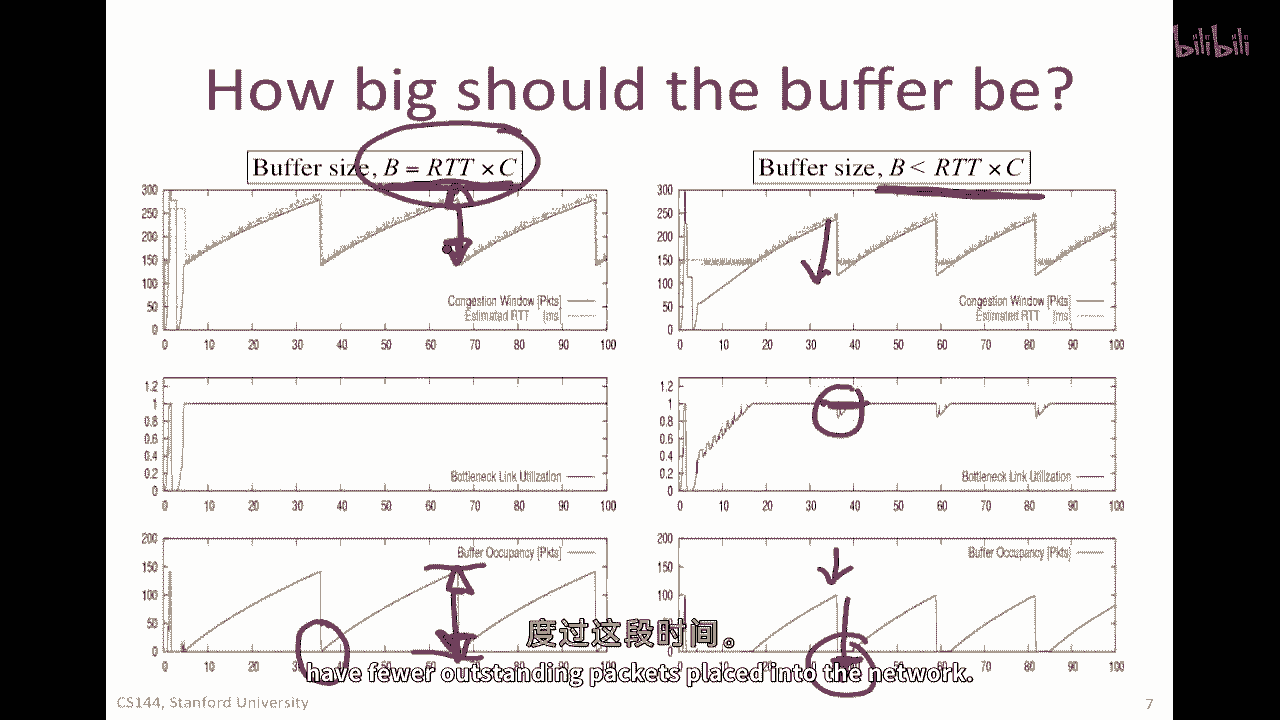 bilibili
How big should the buffer be?
Buffer size, B = RTT × C
Buffer size, B < RTT × C
300
250
200
150
100
50
0
Congestion Window [Pkts]
Estimated RTT [ms]
0 10 20 30 40 50 60 70 80 90 100
300
250
200
150
100
50
0
Congestion Window [Pkts]
Estimated RTT [ms]
0 10 20 30 40 50 60 70 80 90 100
1.2
1
0.8
0.6
0.4
0.2
0
Bottleneck Link Utilization
0 10 20 30 40 50 60 70 80 90 100
1.2
1
0.8
0.6
0.4
0.2
0
Bottleneck Link Utilization
0 10 20 30 40 50 60 70 80 90 100
200
150
100
50
0
Buffer Occupancy [Pkts]
0 10 20 70 80 90 100
200
150
100
50
0
Buffer Occupancy [Pkts]
0 10 20 70 80 90 100
度过这段时间。
have fewer outstanding packets placed into the network.
CS144, Stanford University
7